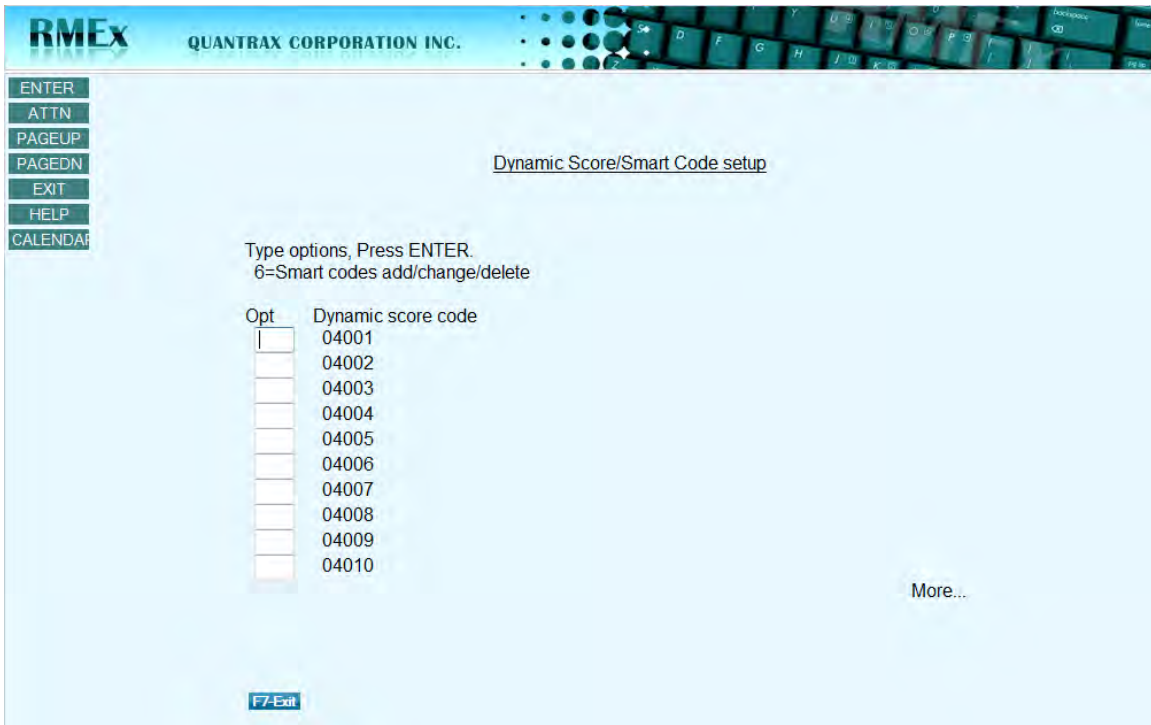 RMEx
QUANTRAX CORPORATION INC.
ENTER
ATTN
PAGEUP
PAGEDN
EXIT
HELP
CALENDAR
Dynamic Score/Smart Code setup
Type options, Press ENTER.
6=Smart codes add/change/delete
Opt Dynamic score code
04001
04002
04003
04004
04005
04006
04007
04008
04009
04010
More...
F7-Exit